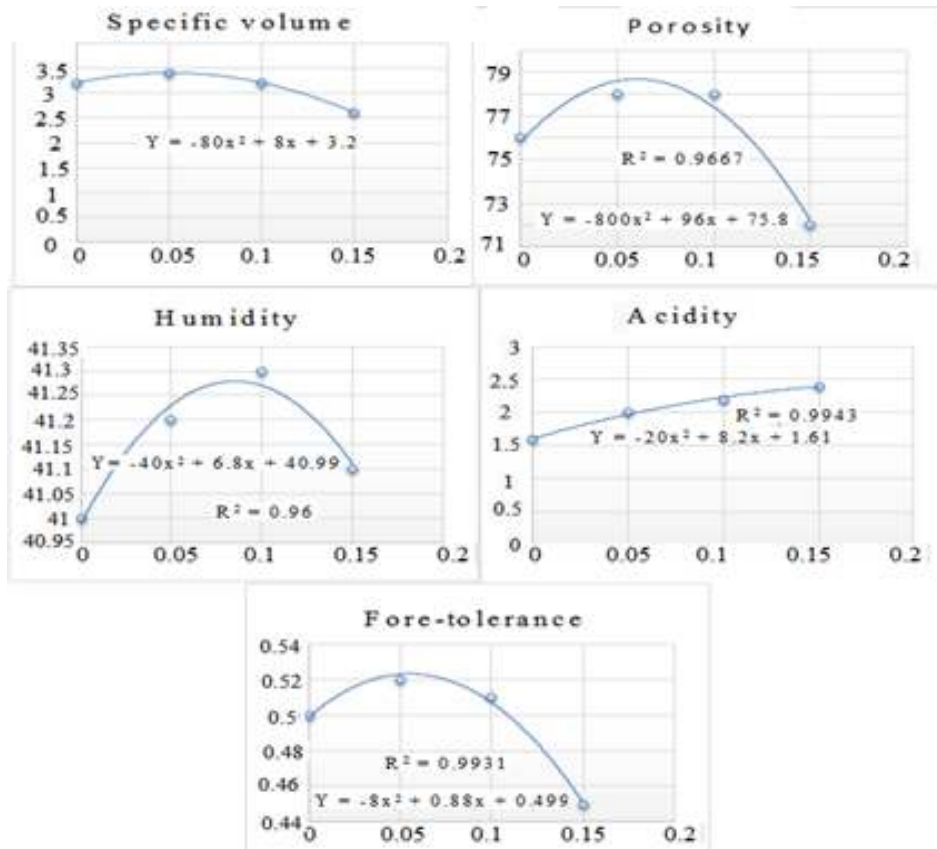 Specific volume
3.5
3
2.5
2
1.5
1
0.5
0
Y = -80x² + 8x + 3.2
0 0.05 0.1 0.15 0.2
Porosity
79
77
75
73
71
R² = 0.9667
Y = -800x² + 96x + 75.8
0 0.05 0.1 0.15 0.2
Humidity
41.35
41.3
41.25
41.2
41.15
41.1
41.05
41
40.95
Y = -40x² + 6.8x + 40.99
R² = 0.96
0 0.05 0.1 0.15 0.2
Acidity
3
2.5
2
1.5
1
0.5
0
R² = 0.9943
Y = -20x² + 8.2x + 1.61
0 0.05 0.1 0.15 0.2
Fore-tolerance
0.54
0.52
0.5
0.48
0.46
0.44
R² = 0.9931
Y = -8x² + 0.88x + 0.499
0 0.05 0.1 0.15 0.2